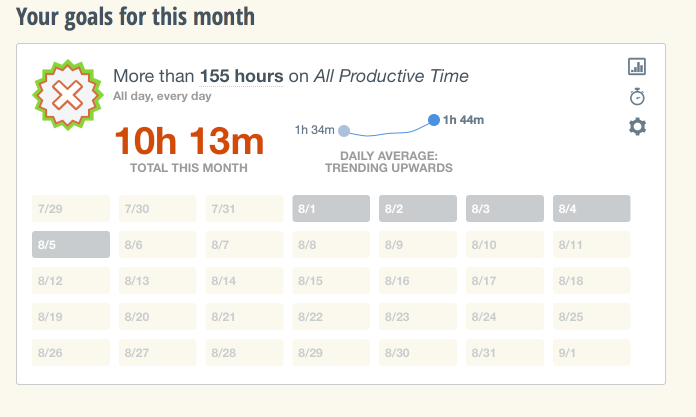 Your goals for this month
More than 155 hours on All Productive Time
All day, every day
10h 13m
TOTAL THIS MONTH
1h 34m
1h 44m
DAILY AVERAGE:
TRENDING UPWARDS
7/29 7/30 7/31 8/1 8/2 8/3 8/4
8/5 8/6 8/7 8/8 8/9 8/10 8/11
8/12 8/13 8/14 8/15 8/16 8/17 8/18
8/19 8/20 8/21 8/22 8/23 8/24 8/25
8/26 8/27 8/28 8/29 8/30 8/31 9/1